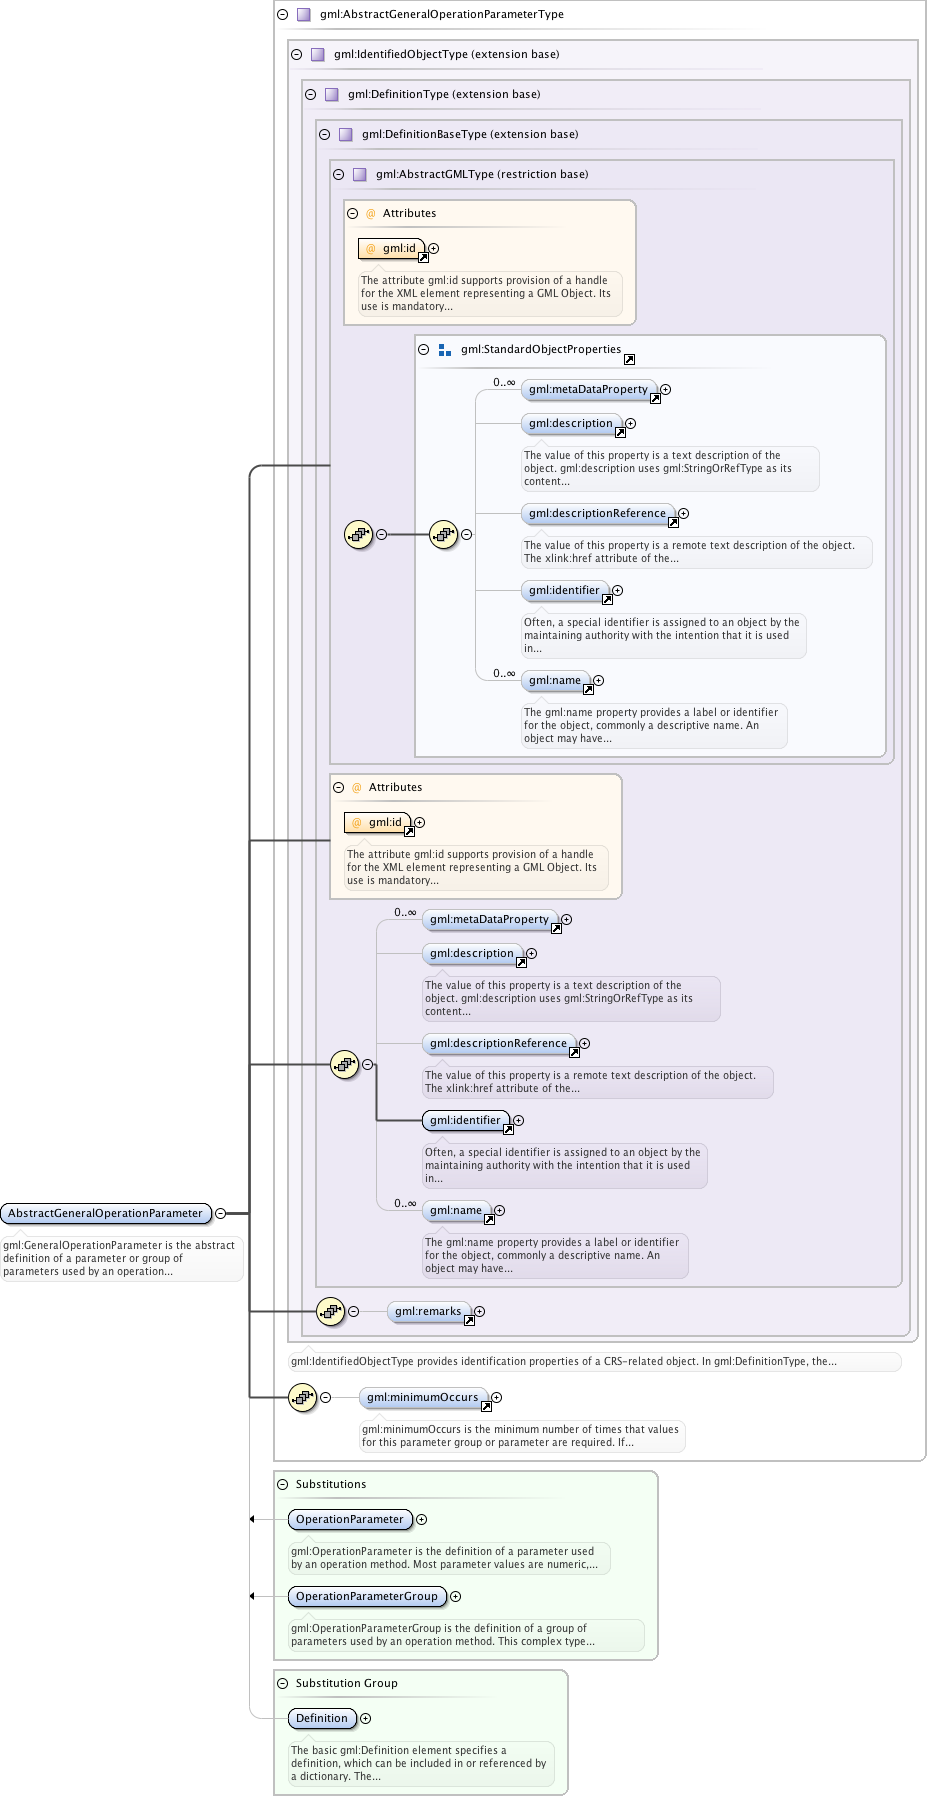 gml:AbstractGeneralOperationParameterType
gml:IdentifiedObjectType (extension base)
gml:DefinitionType (extension base)
gml:DefinitionBaseType (extension base)
gml:AbstractGMLType (restriction base)
@ Attributes
@ gml:id
The attribute gml:id supports provision of a handle
for the XML element representing a GML Object. Its
use is mandatory...
gml:StandardObjectProperties
0..∞ gml:metaDataProperty
gml:description
The value of this property is a text description of the
object. gml:description uses gml:StringOrRefType as its
content...
gml:descriptionReference
The value of this property is a remote text description of the object.
The xlink:href attribute of the...
gml:identifier
Often, a special identifier is assigned to an object by the
maintaining authority with the intention that it is used
in...
0..∞ gml:name
The gml:name property provides a label or identifier
for the object, commonly a descriptive name. An
object may have...
@ Attributes
@ gml:id
The attribute gml:id supports provision of a handle
for the XML element representing a GML Object. Its
use is mandatory...
0..∞ gml:metaDataProperty
gml:description
The value of this property is a text description of the
object. gml:description uses gml:StringOrRefType as its
content...
gml:descriptionReference
The value of this property is a remote text description of the object.
The xlink:href attribute of the...
gml:identifier
Often, a special identifier is assigned to an object by the
maintaining authority with the intention that it is used
in...
0..∞ gml:name
The gml:name property provides a label or identifier
for the object, commonly a descriptive name. An
object may have...
AbstractGeneralOperationParameter
gml:GeneralOperationParameter is the abstract
definition of a parameter or group of
parameters used by an operation...
gml:remarks
gml:IdentifiedObjectType provides identification properties of a CRS-related object. In gml:DefinitionType, the...
gml:minimumOccurs
gml:minimumOccurs is the minimum number of times that values
for this parameter group or parameter are required. If...
Substitutions
OperationParameter
gml:OperationParameter is the definition of a parameter used
by an operation method. Most parameter values are numeric,...
OperationParameterGroup
gml:OperationParameterGroup is the definition of a group of
parameters used by an operation method. This complex type...
Substitution Group
Definition
The basic gml:Definition element specifies a
definition, which can be included in or referenced by
a dictionary. The...